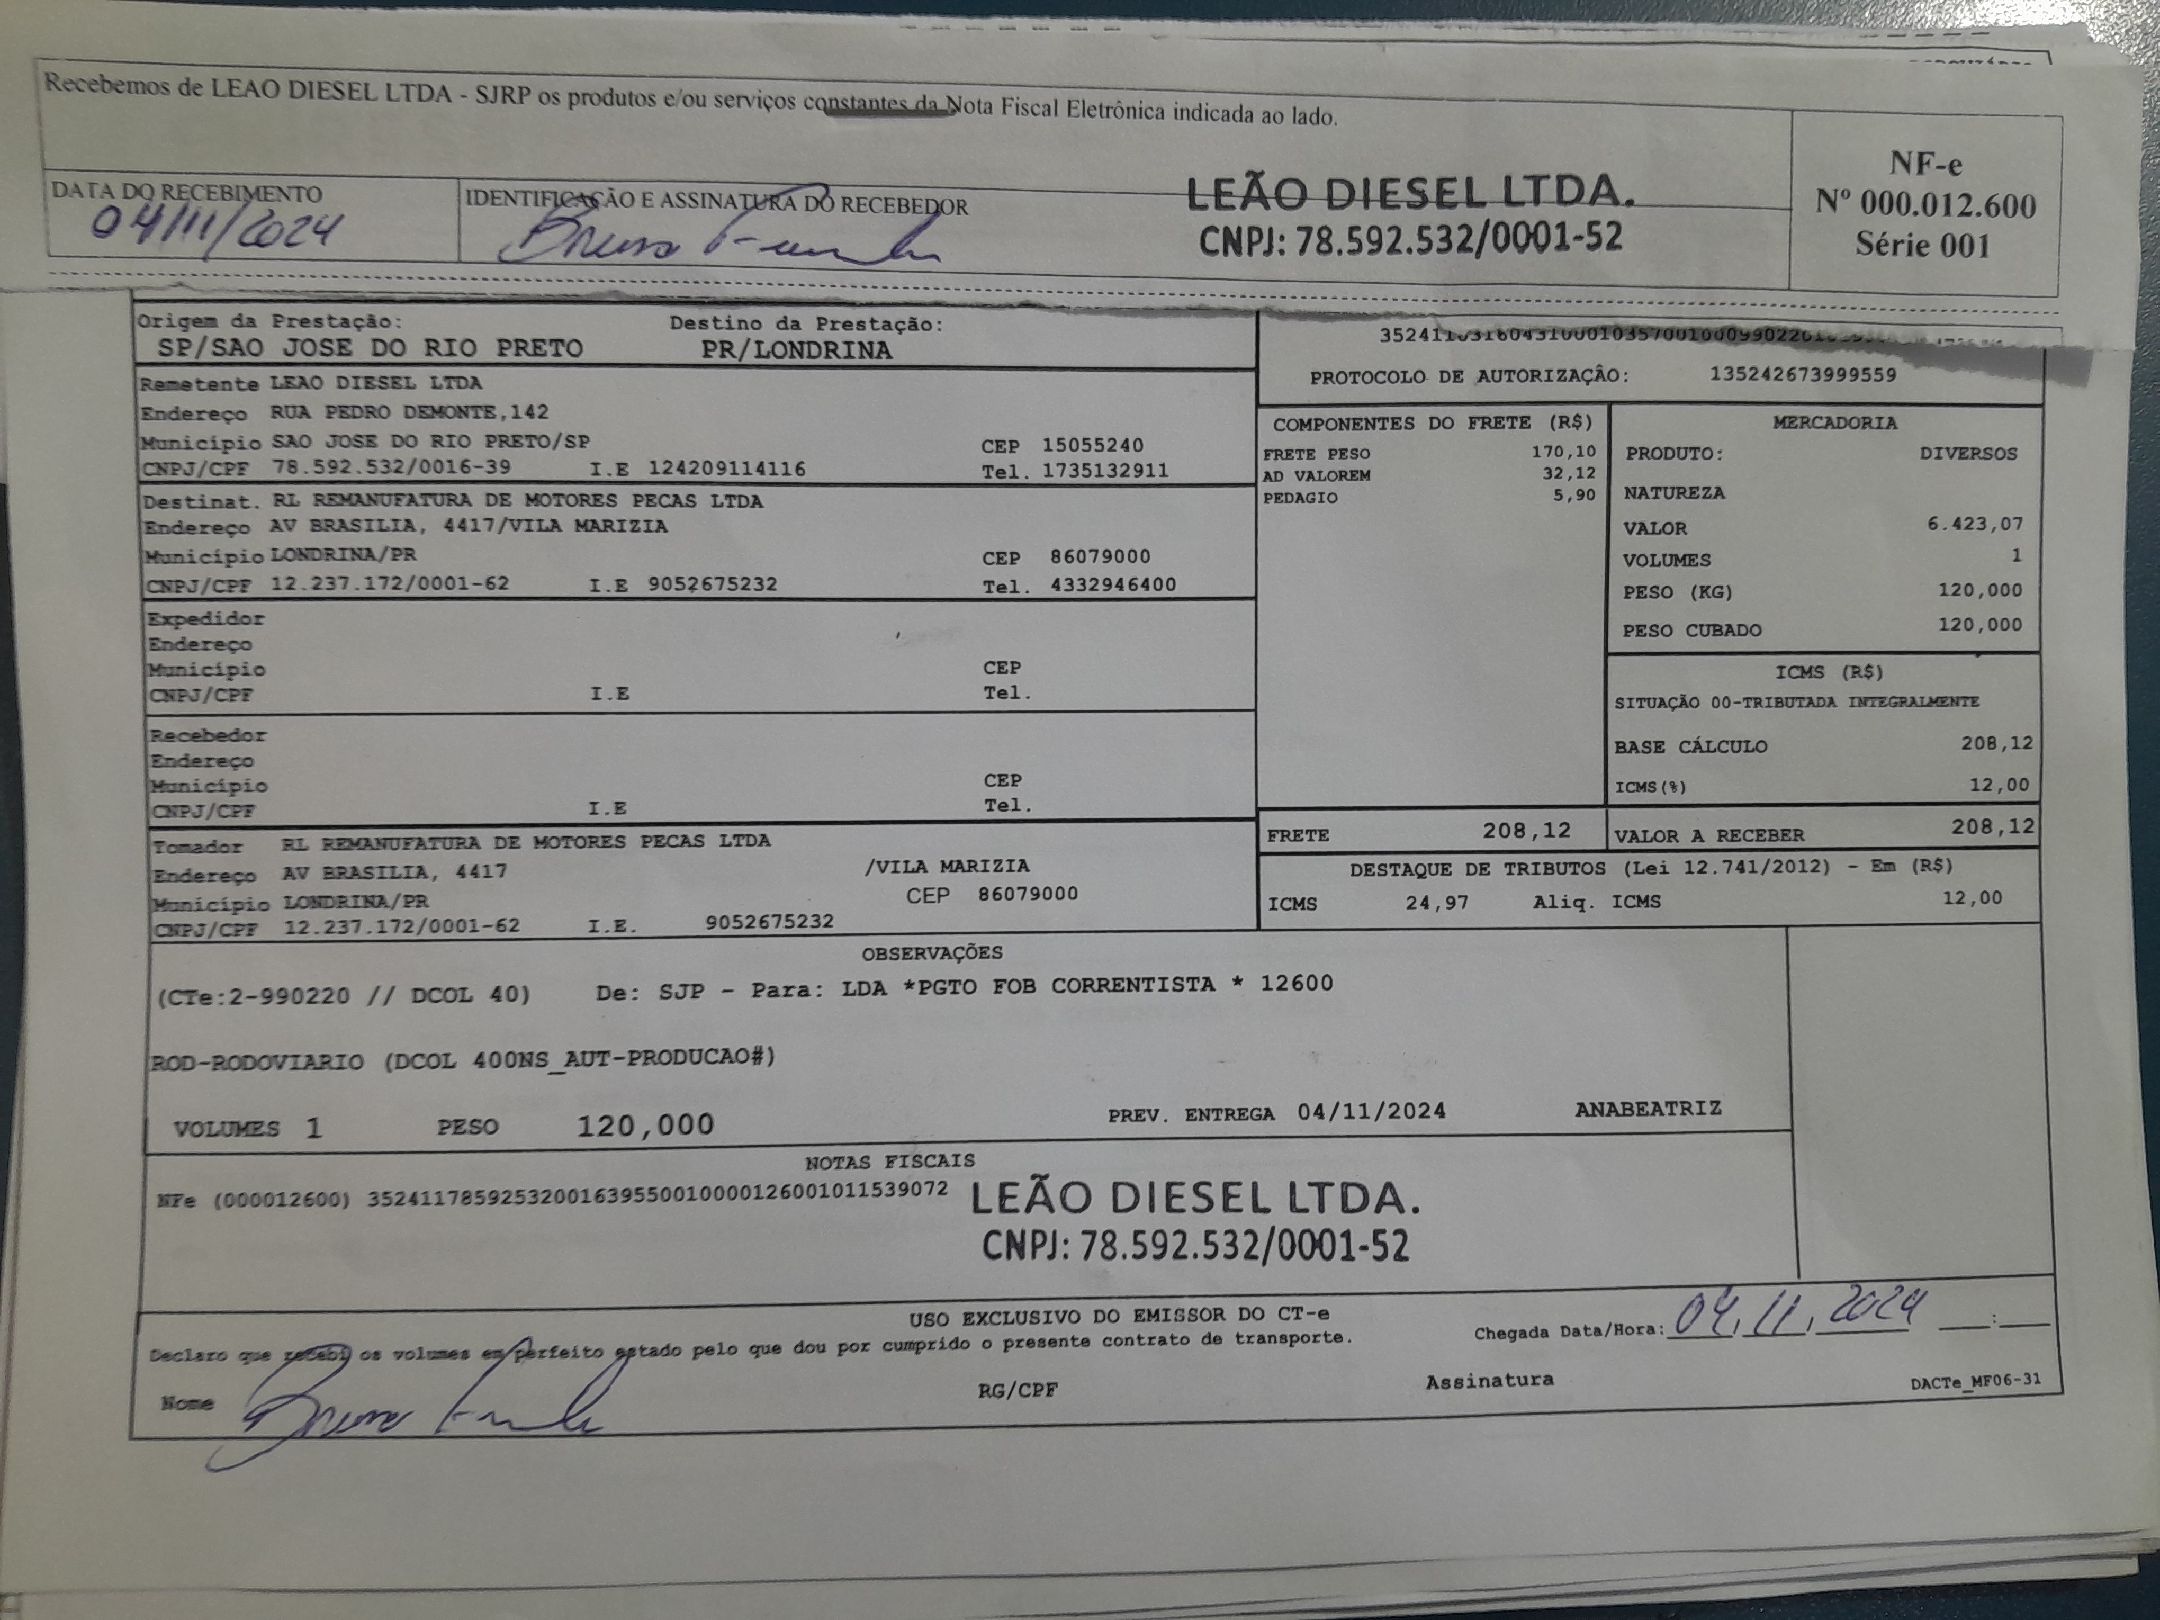 Recebemos de LEAO DIESEL LTDA - SJRP os produtos e/ou serviços constantes da Nota Fiscal Eletrônica indicada ao lado.
DATA DO RECEBIMENTO
04/11/2024
IDENTIFICAÇÃO E ASSINATURA DO RECEBEDOR
Bruno
LEÃO DIESEL LTDA.
CNPJ: 78.592.532/0001-52
NF-e
Nº 000.012.600
Série 001
Origem da Prestação: Destino da Prestação:
SP/SAO JOSE DO RIO PRETO PR/LONDRINA
Remetente LEAO DIESEL LTDA
Endereço RUA PEDRO DEMONTE,142
Município SAO JOSE DO RIO PRETO/SP CEP 15055240
CNPJ/CPF 78.592.532/0016-39 I.E 124209114116 Tel. 1735132911
Destinat. RL REMANUFATURA DE MOTORES PECAS LTDA
Endereço AV BRASILIA, 4417/VILA MARIZIA
Município LONDRINA/PR CEP 86079000
CNPJ/CPF 12.237.172/0001-62 I.E 9052675232 Tel. 4332946400
Expedidor
Endereço
Município CEP
CNPJ/CPF I.E Tel.
Recebedor
Endereço
Município CEP
CNPJ/CPF I.E Tel.
Tomador RL REMANUFATURA DE MOTORES PECAS LTDA
Endereço AV BRASILIA, 4417 /VILA MARIZIA
Município LONDRINA/PR CEP 86079000
CNPJ/CPF 12.237.172/0001-62 I.E. 9052675232
PROTOCOLO DE AUTORIZAÇÃO: 135242673999559
COMPONENTES DO FRETE (R$)
FRETE PESO 170,10
AD VALOREM 32,12
PEDAGIO 5,90
MERCADORIA
PRODUTO: DIVERSOS
NATUREZA
VALOR 6.423,07
VOLUMES 1
PESO (KG) 120,000
PESO CUBADO 120,000
ICMS (R$)
SITUAÇÃO 00-TRIBUTADA INTEGRALMENTE
BASE CÁLCULO 208,12
ICMS(%) 12,00
FRETE 208,12 VALOR A RECEBER 208,12
DESTAQUE DE TRIBUTOS (Lei 12.741/2012) - Em (R$)
ICMS 24,97 Aliq. ICMS 12,00
OBSERVAÇÕES
(CTe:2-990220 // DCOL 40) De: SJP - Para: LDA *PGTO FOB CORRENTISTA * 12600
ROD-RODOVIARIO (DCOL 400NS_AUT-PRODUCAO#)
VOLUMES 1 PESO 120,000 PREV. ENTREGA 04/11/2024 ANABEATRIZ
NOTAS FISCAIS
NFe (000012600) 35241178592532001639550010000126001011539072
LEÃO DIESEL LTDA.
CNPJ: 78.592.532/0001-52
USO EXCLUSIVO DO EMISSOR DO CT-e
Declaro que recebi os volumes em perfeito estado pelo que dou por cumprido o presente contrato de transporte.
Chegada Data/Hora: 04, 11, 2024 __:__
Nome Bruno
RG/CPF
Assinatura
DACTe_MF06-31